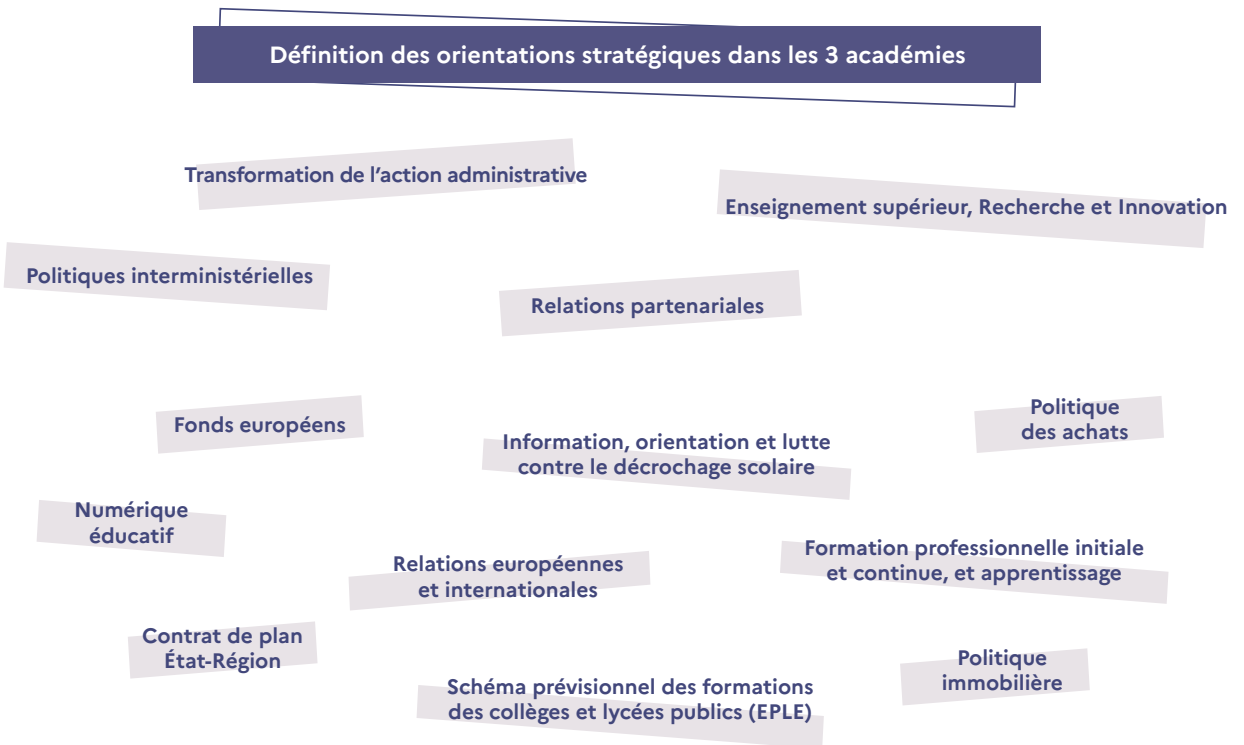 Définition des orientations stratégiques dans les 3 académies
Transformation de l’action administrative
Enseignement supérieur, Recherche et Innovation
Politiques interministérielles
Relations partenariales
Fonds européens
Politique
des achats
Information, orientation et lutte
contre le décrochage scolaire
Numérique
éducatif
Relations européennes
et internationales
Formation professionnelle initiale
et continue, et apprentissage
Contrat de plan
État-Région
Schéma prévisionnel des formations
des collèges et lycées publics (EPLE)
Politique
immobilière